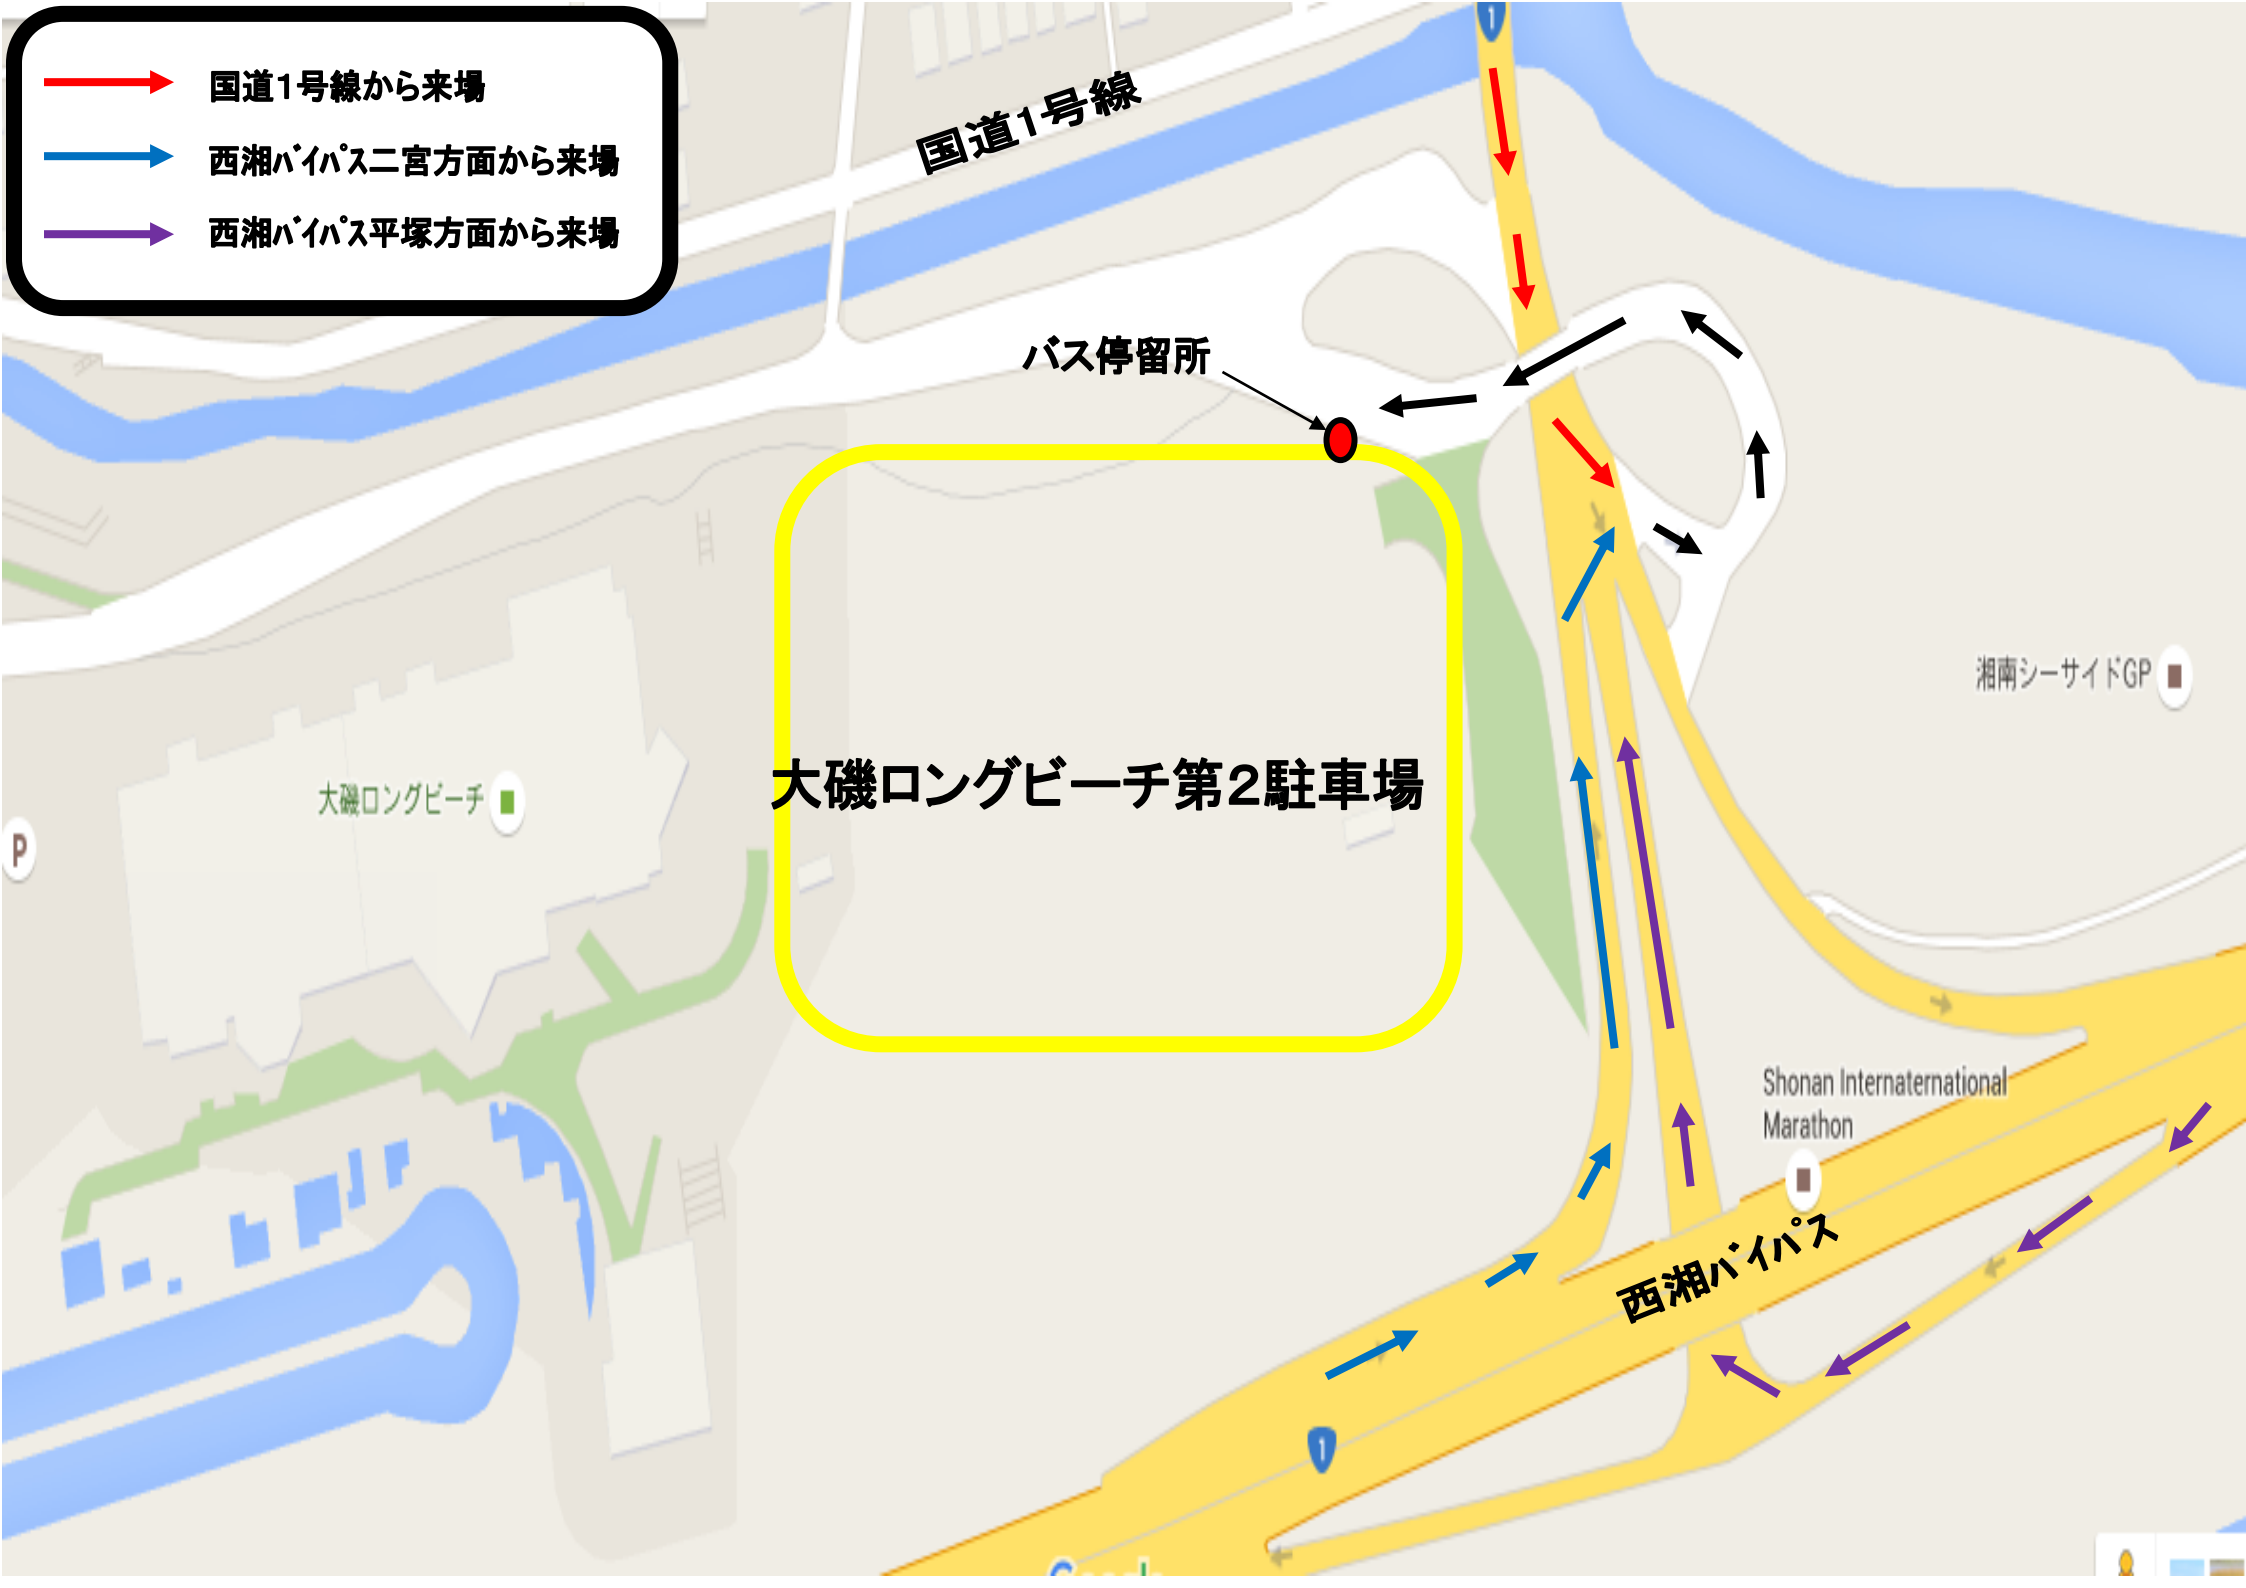 国道1号線から来場
西湘ﾊﾞｲﾊﾟｽ二宮方面から来場
西湘ﾊﾞｲﾊﾟｽ平塚方面から来場
1
国道1号線
バス停留所
湘南シーサイドGP
大磯ロングビーチ第2駐車場
大磯ロングビーチ
P
Shonan Internaternational
Marathon
西湘ﾊﾞｲﾊﾟｽ
1